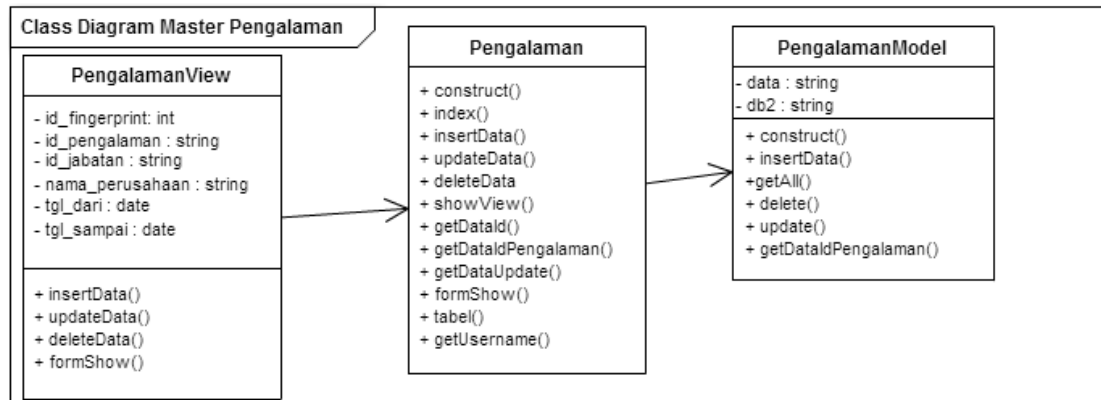 Class Diagram Master Pengalaman
PengalamanView
- id_fingerprint: int
- id_pengalaman : string
- id_jabatan : string
- nama_perusahaan : string
- tgl_dari : date
- tgl_sampai : date
+ insertData()
+ updateData()
+ deleteData()
+ formShow()
Pengalaman
+ construct()
+ index()
+ insertData()
+ updateData()
+ deleteData
+ showView()
+ getDataId()
+ getDataIdPengalaman()
+ getDataUpdate()
+ formShow()
+ tabel()
+ getUsername()
PengalamanModel
- data : string
- db2 : string
+ construct()
+ insertData()
+getAll()
+ delete()
+ update()
+ getDataIdPengalaman()